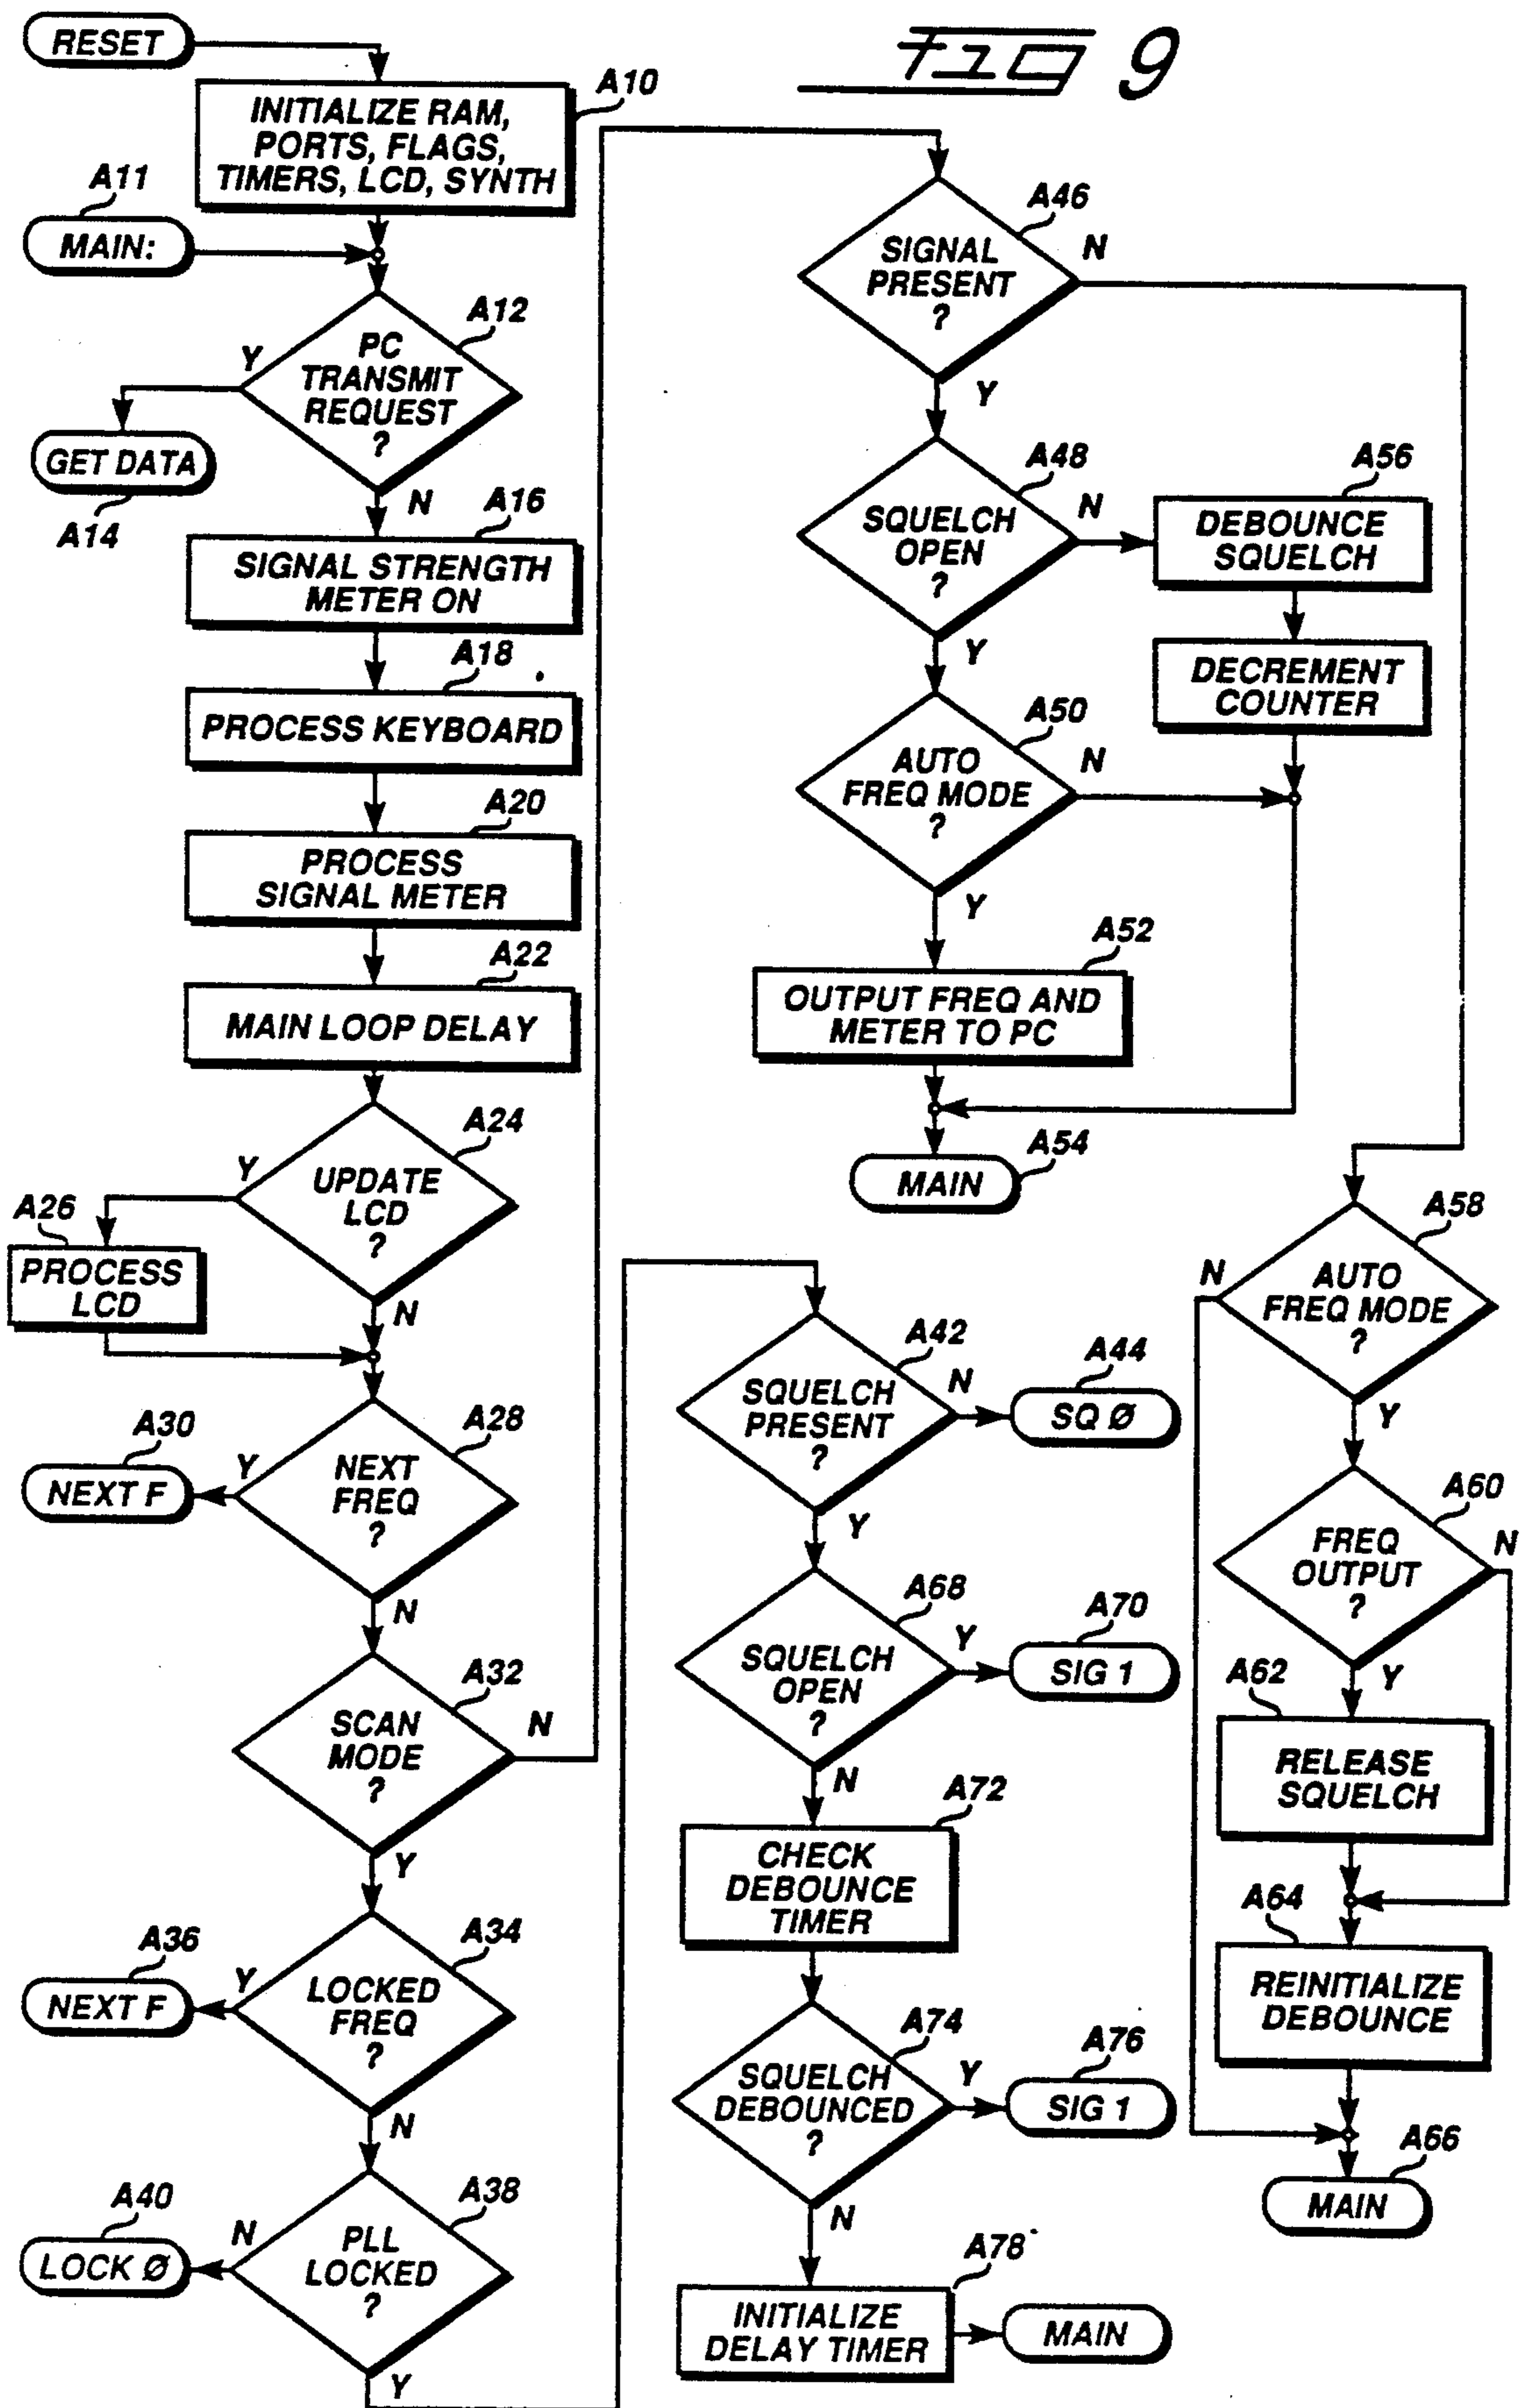 FIG 9
RESET
A10
INITIALIZE RAM,
PORTS, FLAGS,
TIMERS, LCD, SYNTH
A11
MAIN:
A12
PC
TRANSMIT
REQUEST
?
Y
N
GET DATA
A14
A16
SIGNAL STRENGTH
METER ON
A18
PROCESS KEYBOARD
A20
PROCESS
SIGNAL METER
A22
MAIN LOOP DELAY
A24
UPDATE
LCD
?
Y
N
A26
PROCESS
LCD
A28
NEXT
FREQ
?
Y
N
A30
NEXT F
A32
SCAN
MODE
?
N
Y
A34
LOCKED
FREQ
?
Y
N
A36
NEXT F
A38
PLL
LOCKED
?
N
Y
A40
LOCK Ø
A46
SIGNAL
PRESENT
?
N
Y
A48
SQUELCH
OPEN
?
N
Y
A56
DEBOUNCE
SQUELCH
DECREMENT
COUNTER
A50
AUTO
FREQ MODE
?
N
Y
A52
OUTPUT FREQ AND
METER TO PC
A54
MAIN
A42
SQUELCH
PRESENT
?
N
Y
A44
SQ Ø
A68
SQUELCH
OPEN
?
Y
N
A70
SIG 1
A72
CHECK
DEBOUNCE
TIMER
A74
SQUELCH
DEBOUNCED
?
Y
N
A76
SIG 1
A78
INITIALIZE
DELAY TIMER
MAIN
A58
AUTO
FREQ MODE
?
N
Y
A60
FREQ
OUTPUT
?
N
Y
A62
RELEASE
SQUELCH
A64
REINITIALIZE
DEBOUNCE
A66
MAIN